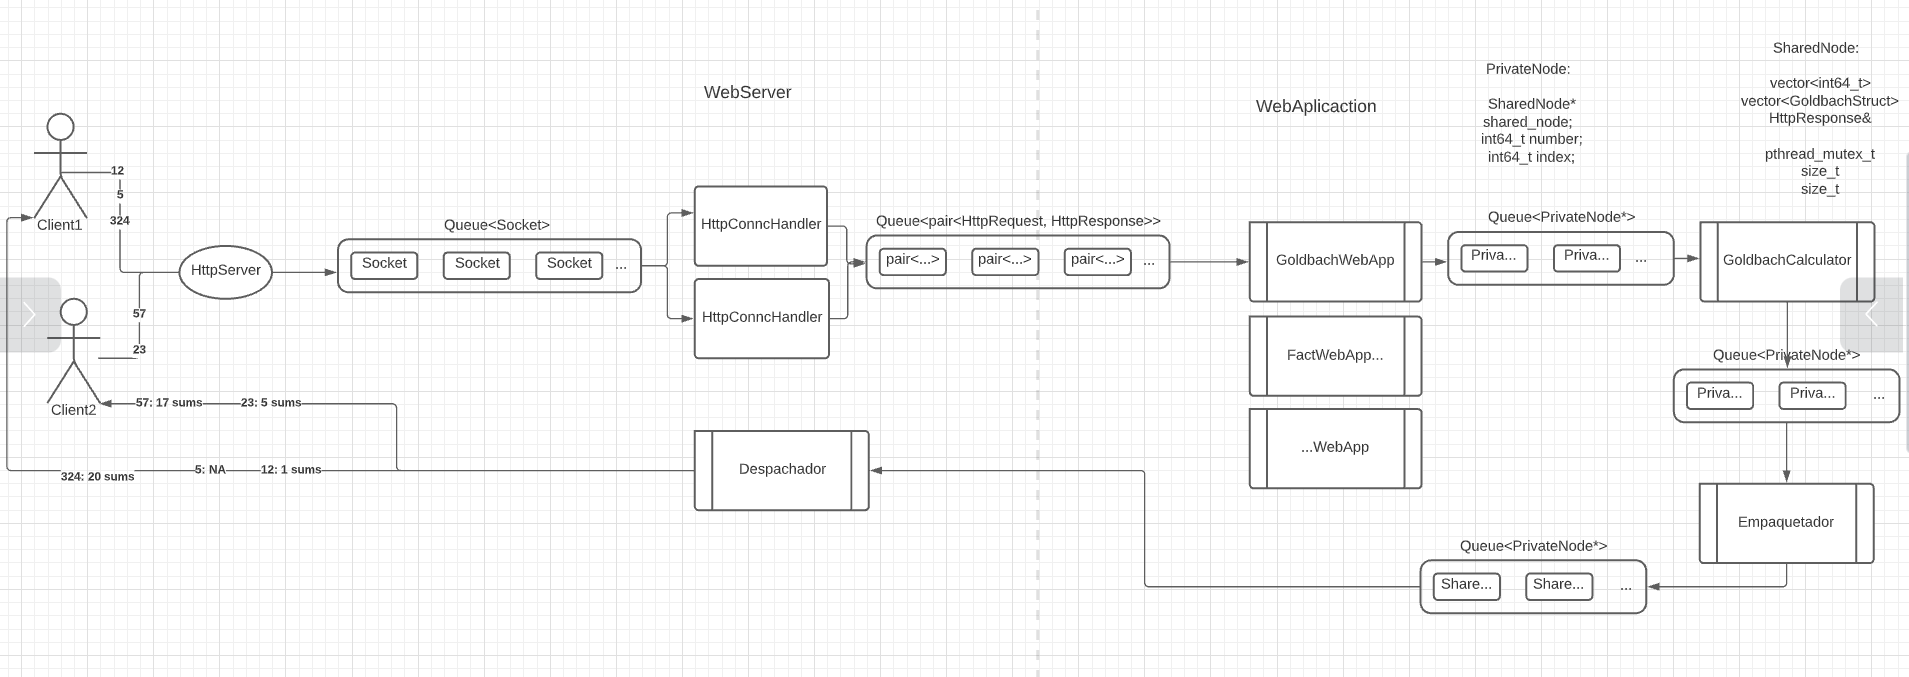 SharedNode:
PrivateNode:
vector<int64_t>
WebServer
vector<GoldbachStruct>
WebAplicaction
SharedNode*
HttpResponse&
shared_node;
int64_t number;
pthread_mutex_t
int64_t index;
size_t
size_t
12
5
324
Client1
Queue<Socket>
HttpConncHandler
Queue<pair<HttpRequest, HttpResponse>>
Queue<PrivateNode*>
HttpServer
Socket
Socket
Socket
...
pair<...>
pair<...>
pair<...>
...
GoldbachWebApp
Priva...
Priva...
...
GoldbachCalculator
57
23
HttpConncHandler
FactWebApp...
Queue<PrivateNode*>
Priva...
Priva...
...
Client2
57: 17 sums
23: 5 sums
...WebApp
324: 20 sums
5: NA
12: 1 sums
Despachador
Empaquetador
Queue<PrivateNode*>
Share...
Share...
...